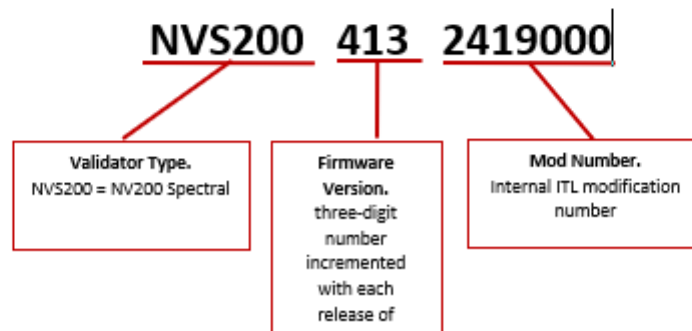 NVS200 413 2419000
Validator Type.
NVS200 = NV200 Spectral
Firmware
Version.
three-digit
number
incremented
with each
release of
Mod Number.
Internal ITL modification
number